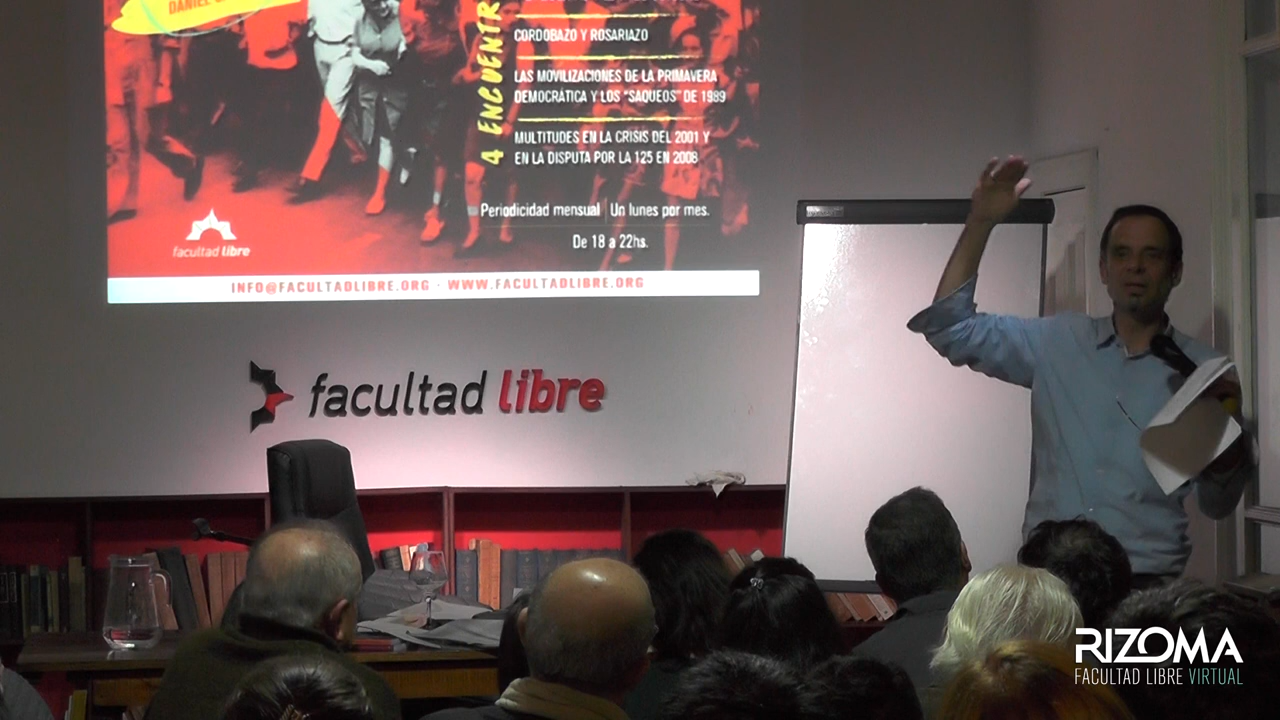 DANIEL
4 ENCUENTR
CORDOBAZO Y ROSARIAZO
LAS MOVILIZACIONES DE LA PRIMAVERA
DEMOCRÁTICA Y LOS "SAQUEOS" DE 1989
MULTITUDES EN LA CRISIS DEL 2001 Y
EN LA DISPUTA POR LA 125 EN 2008
Periodicidad mensual | Un lunes por mes.
De 18 a 22hs.
facultad libre
INFO@FACULTADLIBRE.ORG - WWW.FACULTADLIBRE.ORG
facultad libre
RIZOMA
FACULTAD LIBRE VIRTUAL